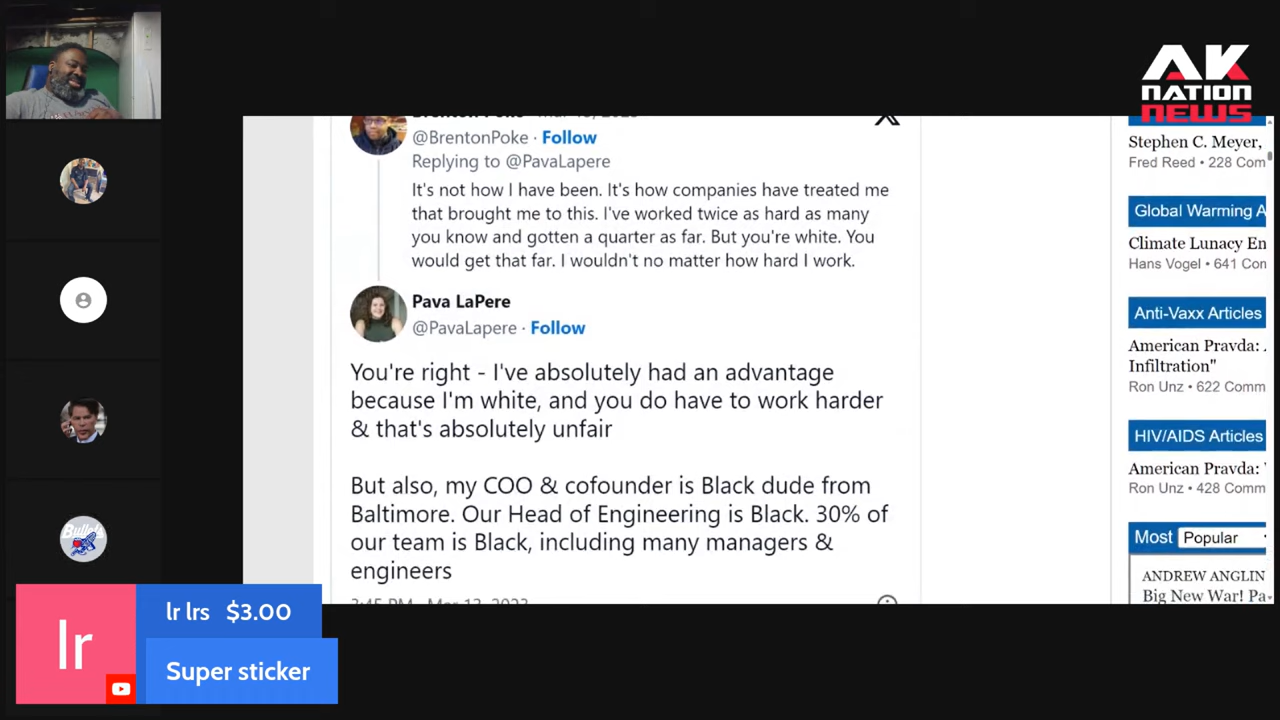 AK
NATION
NEWS
@BrentonPoke · Follow
Replying to @PavaLapere
It's not how I have been. It's how companies have treated me
that brought me to this. I've worked twice as hard as many
you know and gotten a quarter as far. But you're white. You
would get that far. I wouldn't no matter how hard I work.
Pava LaPere
@PavaLapere · Follow
You're right - I've absolutely had an advantage
because I'm white, and you do have to work harder
& that's absolutely unfair
But also, my COO & cofounder is Black dude from
Baltimore. Our Head of Engineering is Black. 30% of
our team is Black, including many managers &
engineers
Stephen C. Meyer,
Fred Reed • 228 Com
Global Warming A
Climate Lunacy En
Hans Vogel • 641 Con
Anti-Vaxx Articles
American Pravda:
Infiltration"
Ron Unz • 622 Comm
HIV/AIDS Articles
American Pravda: '
Ron Unz • 428 Comm
Most Popular
ANDREW ANGLIN
Big New War! Pa
Bullets
lr
lr lrs $3.00
Super sticker